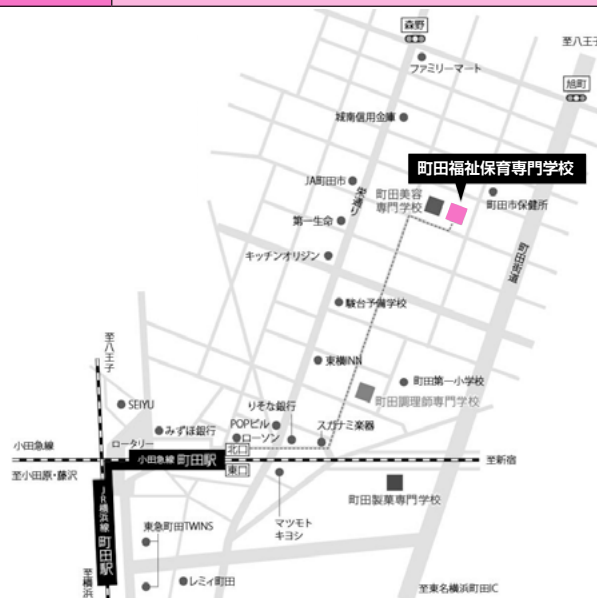 森野
至八王子
ファミリーマート
旭町
城南信用金庫
町田福祉保育専門学校
JA町田市
栄通り
町田美容
専門学校
町田市保健所
第一生命
キッチンオリジン
町田街道
駿台予備学校
至八王子
東横INN
町田第一小学校
町田調理師専門学校
SEIYU
りそな銀行
POPビル
スガナミ楽器
みずほ銀行
ローソン
小田急線
ロータリー
北口
小田急線 町田駅
至新宿
至小田原・藤沢
東口
JR横浜線 町田駅
町田製菓専門学校
東急町田TWINS
マツモト
キヨシ
至横浜
レミィ町田
至東名横浜町田IC